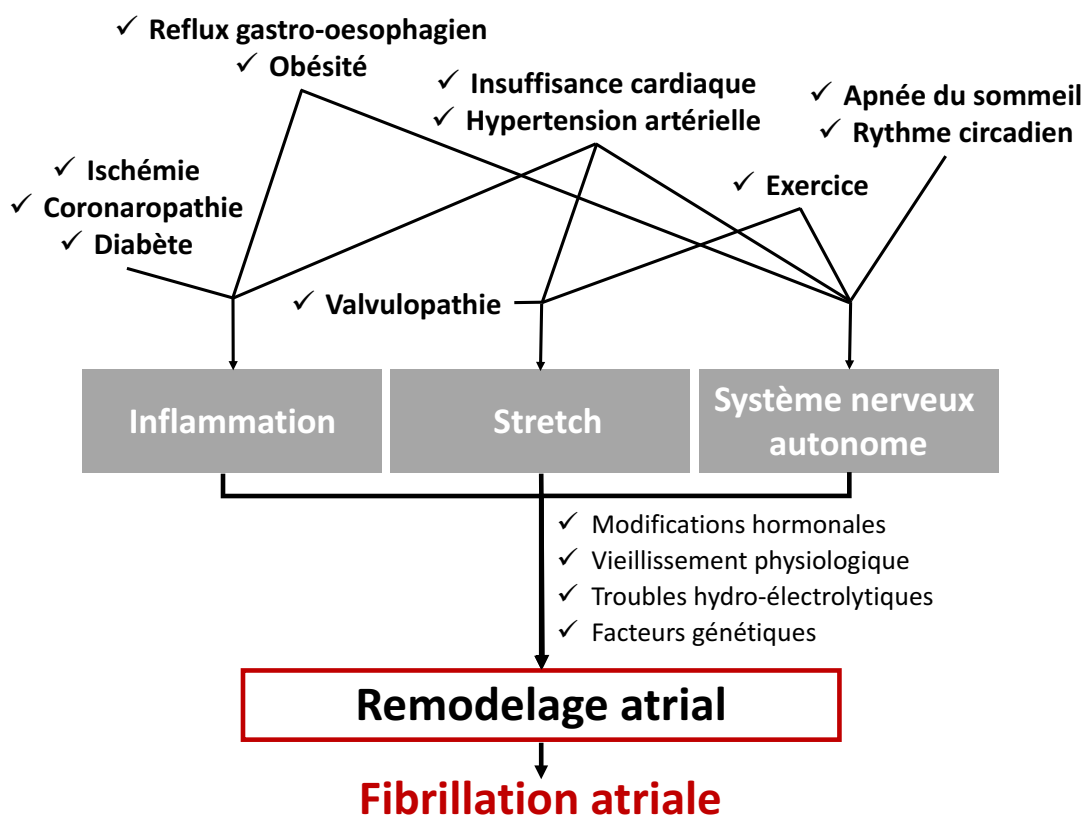 ✓ Reflux gastro-oesophagien
✓ Obésité
✓ Insuffisance cardiaque
✓ Hypertension artérielle
✓ Apnée du sommeil
✓ Rythme circadien
✓ Ischémie
✓ Coronaropathie
✓ Diabète
✓ Exercice
✓ Valvulopathie
Inflammation
Stretch
Système nerveux
autonome
✓ Modifications hormonales
✓ Vieillissement physiologique
✓ Troubles hydro-électrolytiques
✓ Facteurs génétiques
Remodelage atrial
Fibrillation atriale